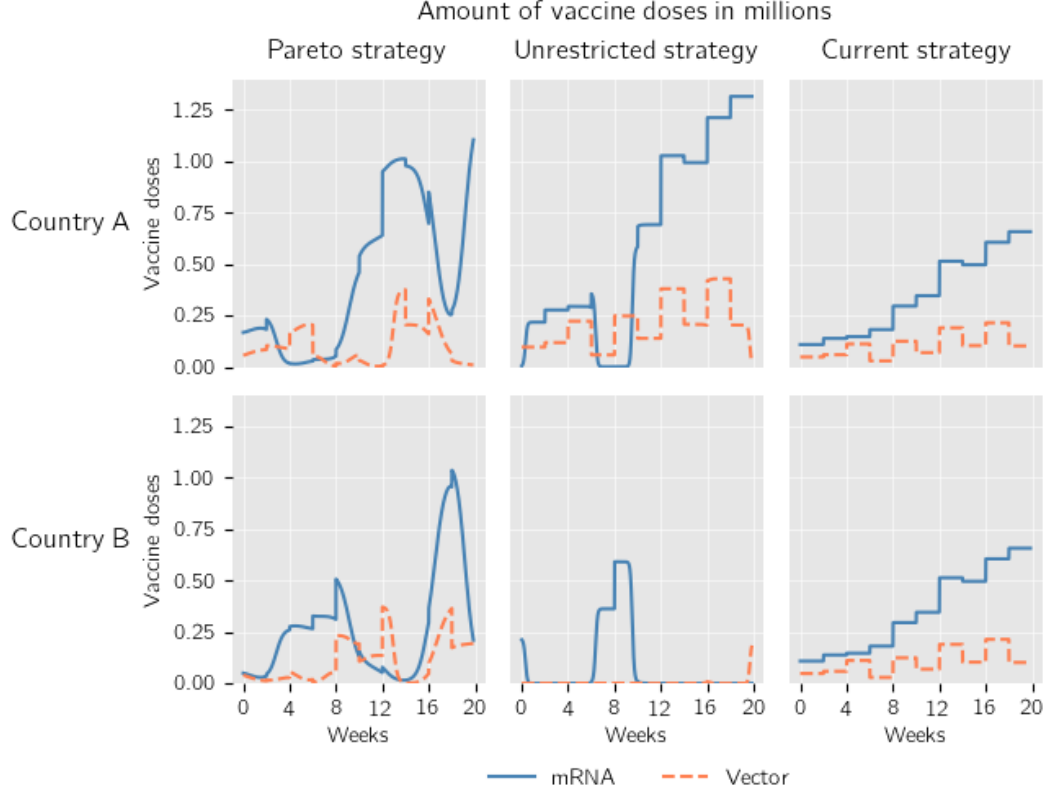 Amount of vaccine doses in millions
Pareto strategy Unrestricted strategy Current strategy
Country A
Vaccine doses
1.25
1.00
0.75
0.50
0.25
0.00
Country B
Vaccine doses
1.25
1.00
0.75
0.50
0.25
0.00
0 4 8 12 16 20 0 4 8 12 16 20 0 4 8 12 16 20
Weeks Weeks Weeks
mRNA Vector